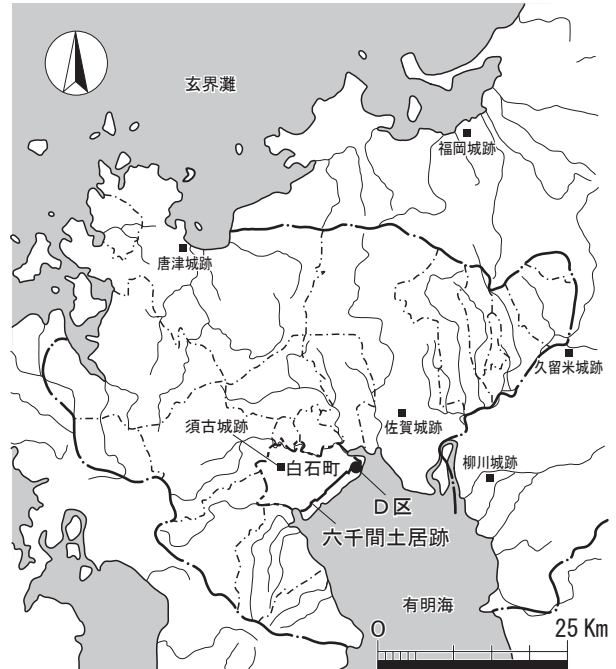 玄界灘
福岡城跡
唐津城跡
久留米城跡
須古城跡
佐賀城跡
白石町
柳川城跡
D区
六千間土居跡
有明海
0 25 Km